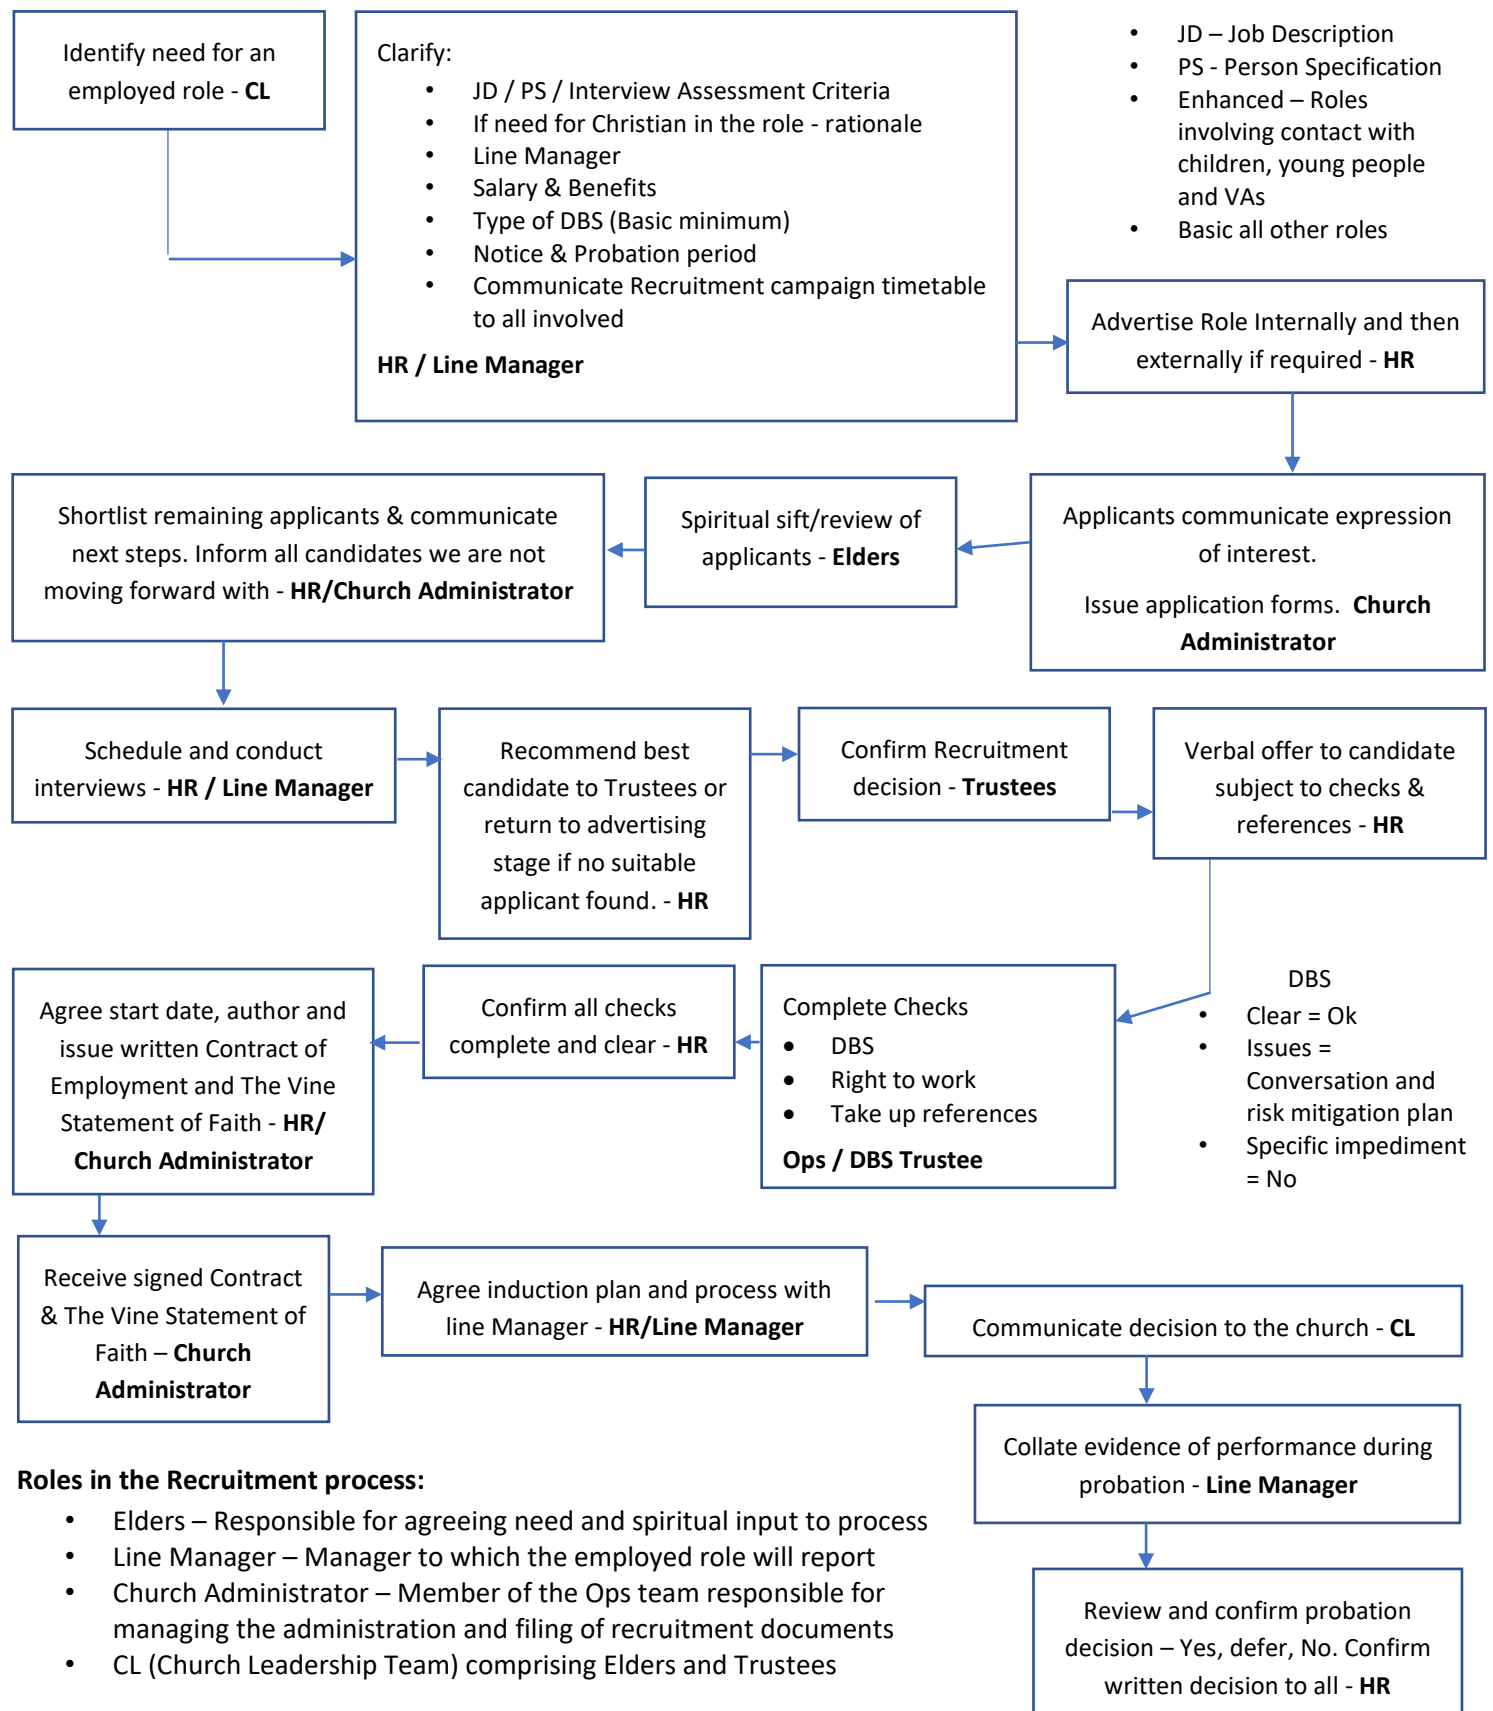 Identify need for an
employed role - CL
Clarify:
• JD / PS / Interview Assessment Criteria
• If need for Christian in the role - rationale
• Line Manager
• Salary & Benefits
• Type of DBS (Basic minimum)
• Notice & Probation period
• Communicate Recruitment campaign timetable
to all involved
HR / Line Manager
• JD – Job Description
• PS - Person Specification
• Enhanced – Roles
involving contact with
children, young people
and VAs
• Basic all other roles
Advertise Role Internally and then
externally if required - HR
Applicants communicate expression
of interest.
Issue application forms. Church
Administrator
Spiritual sift/review of
applicants - Elders
Shortlist remaining applicants & communicate
next steps. Inform all candidates we are not
moving forward with - HR/Church Administrator
Schedule and conduct
interviews - HR / Line Manager
Recommend best
candidate to Trustees or
return to advertising
stage if no suitable
applicant found. - HR
Confirm Recruitment
decision - Trustees
Verbal offer to candidate
subject to checks &
references - HR
DBS
• Clear = Ok
• Issues =
Conversation and
risk mitigation plan
• Specific impediment
= No
Complete Checks
• DBS
• Right to work
• Take up references
Ops / DBS Trustee
Confirm all checks
complete and clear - HR
Agree start date, author and
issue written Contract of
Employment and The Vine
Statement of Faith - HR/
Church Administrator
Receive signed Contract
& The Vine Statement of
Faith – Church
Administrator
Agree induction plan and process with
line Manager - HR/Line Manager
Communicate decision to the church - CL
Collate evidence of performance during
probation - Line Manager
Review and confirm probation
decision – Yes, defer, No. Confirm
written decision to all - HR
Roles in the Recruitment process:
• Elders – Responsible for agreeing need and spiritual input to process
• Line Manager – Manager to which the employed role will report
• Church Administrator – Member of the Ops team responsible for
managing the administration and filing of recruitment documents
• CL (Church Leadership Team) comprising Elders and Trustees